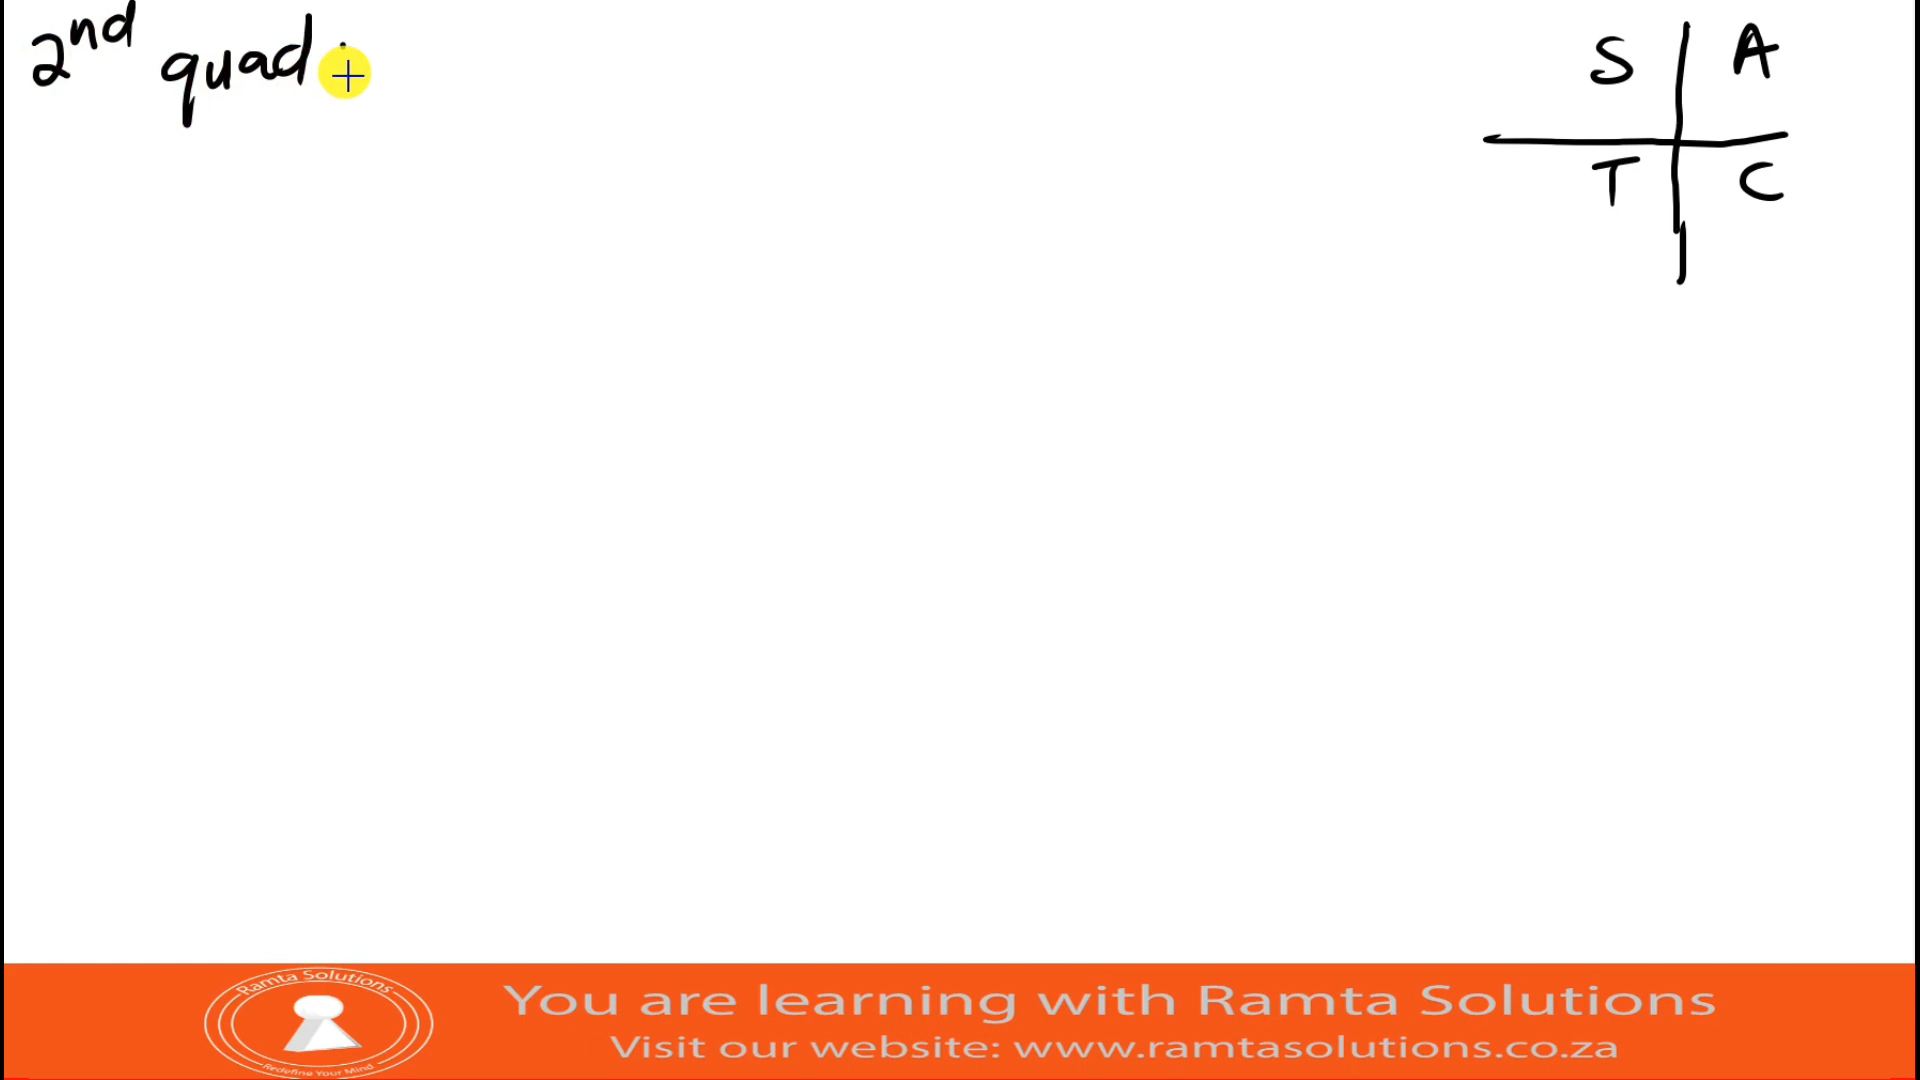 2nd quad
S A
T C
Ramta Solutions
Redefine Your Mind
You are learning with Ramta Solutions
Visit our website: www.ramtasolutions.co.za